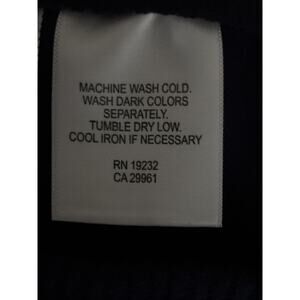 MACHINE WASH COLD.
WASH DARK COLORS
SEPARATELY.
TUMBLE DRY LOW.
COOL IRON IF NECESSARY
RN 19232
CA 29961